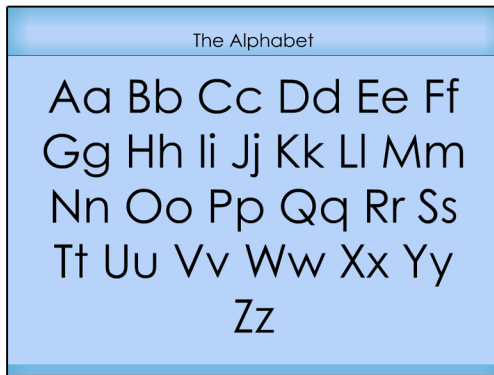 The Alphabet
Aa Bb Cc Dd Ee Ff
Gg Hh Ii Jj Kk Ll Mm
Nn Oo Pp Qq Rr Ss
Tt Uu Vv Ww Xx Yy
Zz